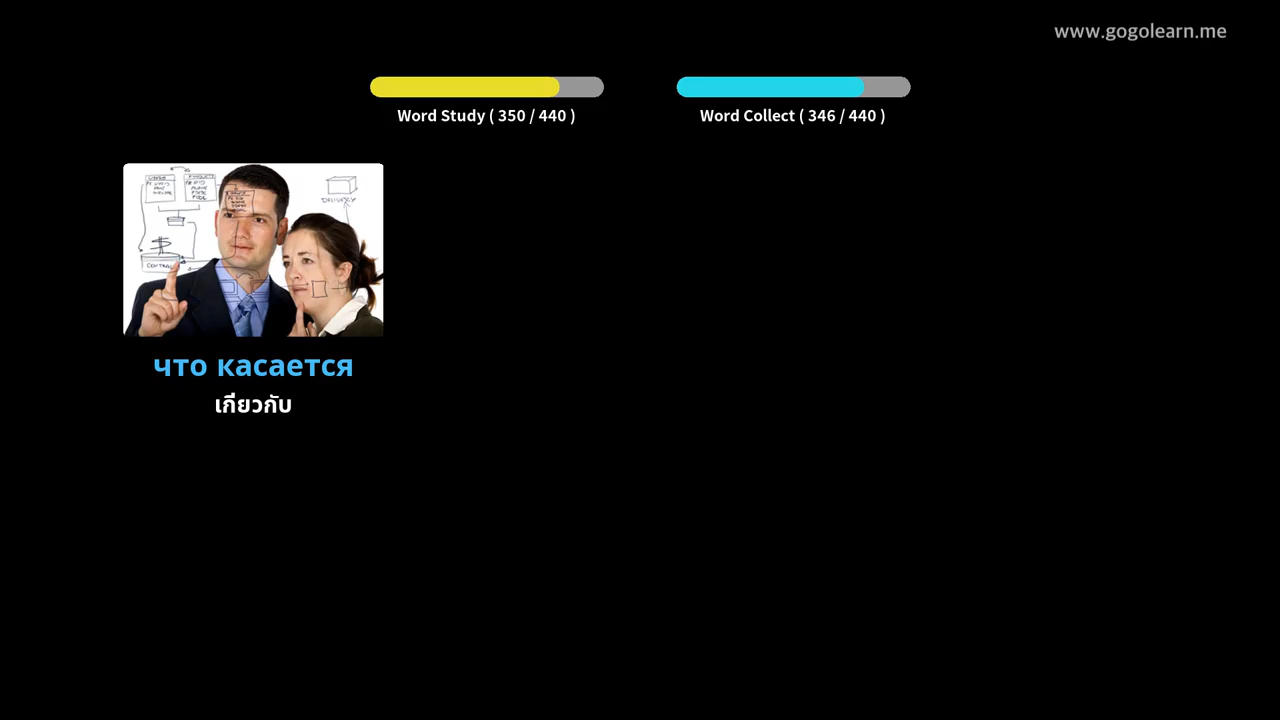 www.gogolearn.me
Word Study ( 350 / 440 )
Word Collect ( 346 / 440 )
DELIVERY
$
что касается
เกี่ยวกับ